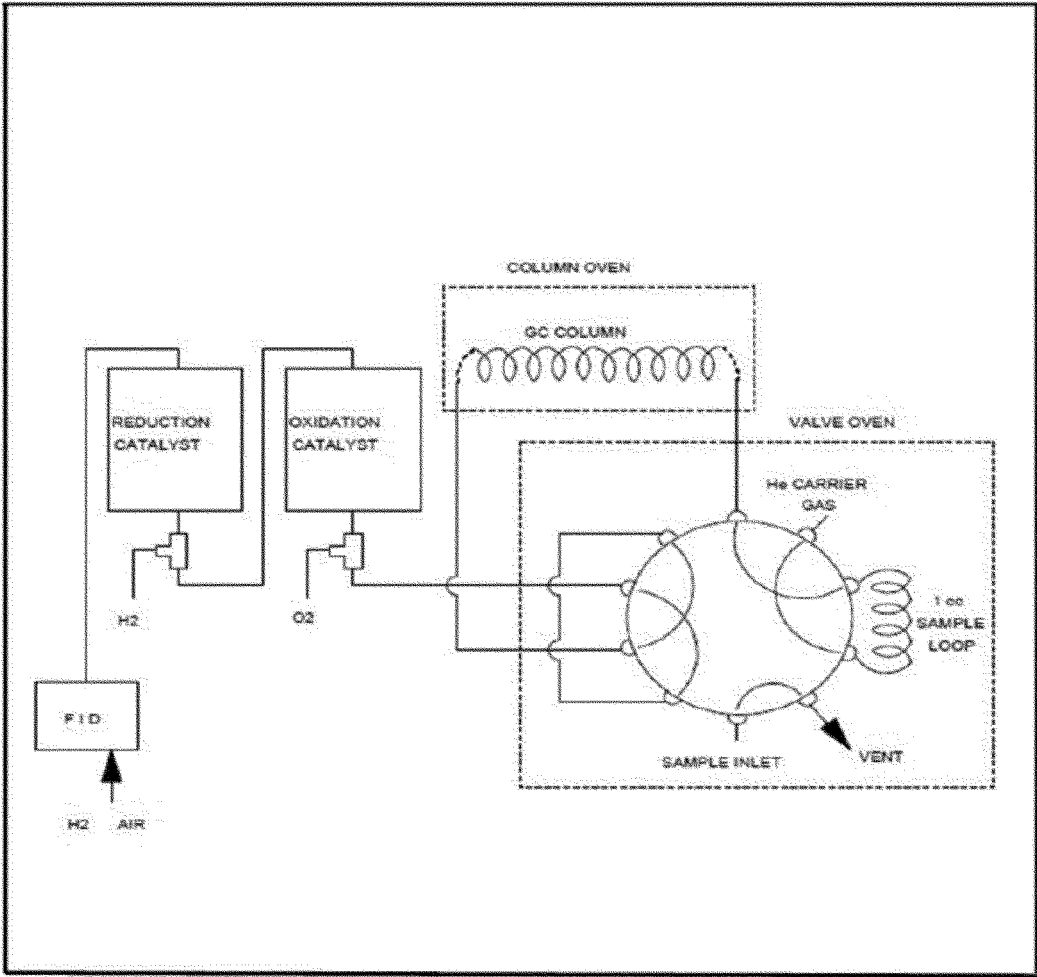 COLUMN OVEN
GC COLUMN
REDUCTION
CATALYST
OXIDATION
CATALYST
VALVE OVEN
He CARRIER
GAS
1 cc
SAMPLE
LOOP
H2
O2
FID
SAMPLE INLET
VENT
H2 AIR